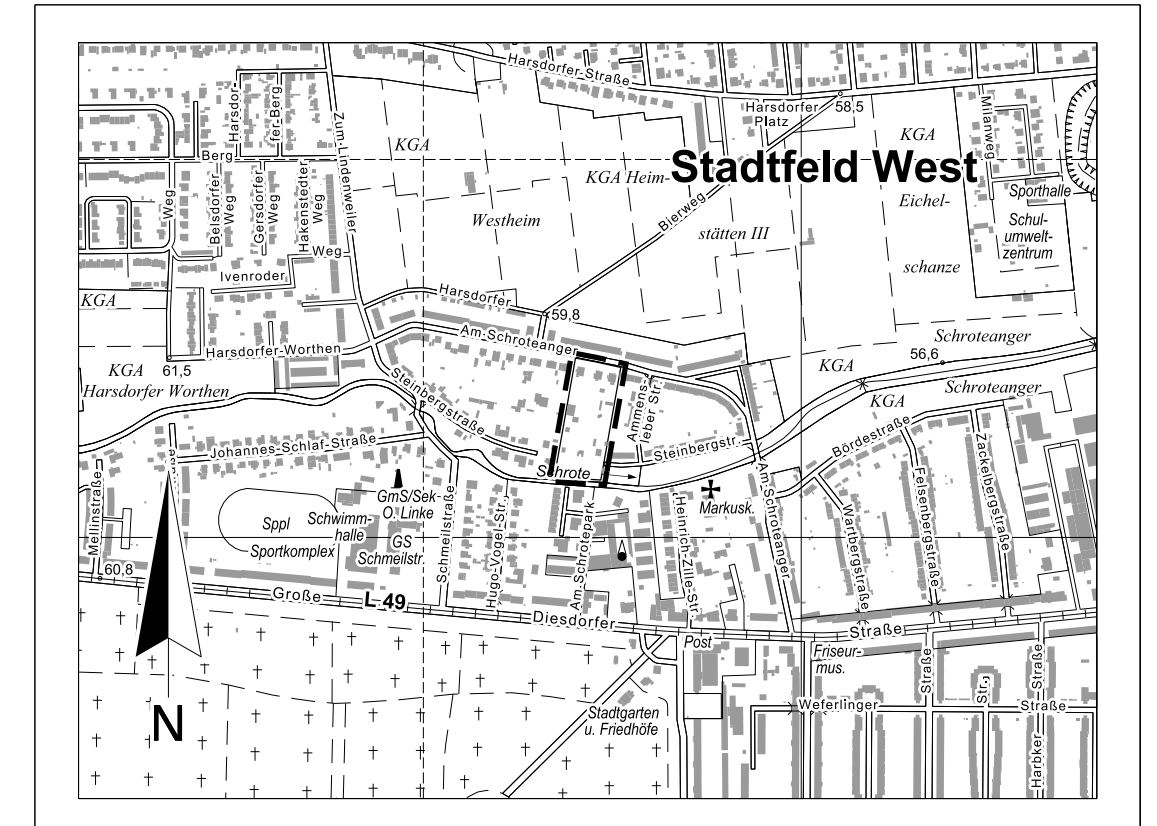 Harsdorfer-Straße
Harsdorfer
Platz
58,5
Milanweg
Harsdor-
fer-Berg
Zum-Lindenweiler
KGA
KGA
Berg
Stadtfeld West
KGA Heim-
Sporthalle
Weg
Belsdorfer
Weg
Gersdorfer
Weg
Hakenstedter
Weg
Westheim
Bierweg
Eichel-
stätten III
Schul-
umwelt-
zentrum
Weg
Ivenroder
schanze
KGA
Harsdorfer
59,8
Am-Schroteanger
Schroteanger
Harsdorfer-Worthen
61,5
56,6
KGA
Harsdorfer Worthen
KGA
Schroteanger
KGA
Steinbergstraße
Ammens-
leber Str.
Bördestraße
Johannes-Schlaf-Straße
Steinbergstr.
Schrote
Zackelbergstraße
Felsenbergstraße
Mellinstraße
GmS/Sek-
O. Linke
Markusk.
Am-Schroteanger
Wartbergstraße
Sppl
Sportkomplex
Schwimm-
halle
GS
Schmeilstr.
Schmeilstraße
Hugo-Vogel-Str.
Am-Schrotepark
Heinrich-Zille-Str.
60,8
Große
L 49
Diesdorfer
Straße
Post
Friseur-
mus.
Straße
Straße
Str.
Stadtgarten
u. Friedhöfe
Weferlinger
Straße
Harbker
N